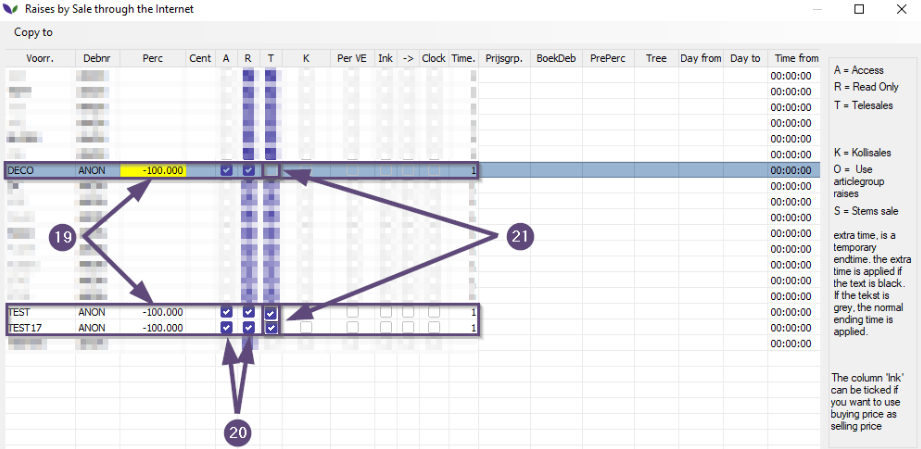 Raises by Sale through the Internet
Copy to
Voorr. Debnr Perc Cent A R T K Per VE Ink -> Clock Time. Prijsgrp. BoekDeb PrePerc Tree Day from Day to Time from
00:00:00
00:00:00
00:00:00
00:00:00
00:00:00
00:00:00
DECO ANON -100.000 1 00:00:00
00:00:00
00:00:00
00:00:00
00:00:00
00:00:00
00:00:00
00:00:00
00:00:00
TEST ANON -100.000 1 00:00:00
TEST17 ANON -100.000 1 00:00:00
00:00:00
19
21
20
A = Access
R = Read Only
T = Telesales
K = Kollisales
O = Use
articlegroup
raises
S = Stems sale
extra time, is a
temporary
endtime. the extra
time is applied if
the text is black.
If the tekst is
grey, the normal
ending time is
applied.
The column 'Ink'
can be ticked if
you want to use
buying price as
selling price